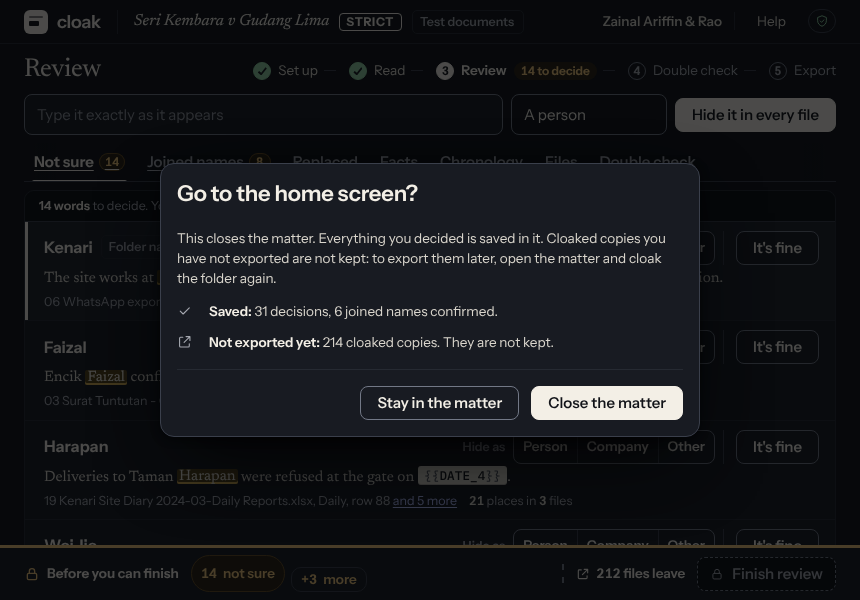 cloak
Seri Kembara v Gudang Lima
STRICT
Test documents
Zainal Ariffin & Rao
Help
Review
Set up
Read
3 Review 14 to decide
4 Double check
5 Export
Type it exactly as it appears
A person
Hide it in every file
Not sure 14
Joined names 8
Replaced
Facts
Chronology
Files
Double check
14 words to decide.
Go to the home screen?
This closes the matter. Everything you decided is saved in it. Cloaked copies you
have not exported are not kept: to export them later, open the matter and cloak
the folder again.
Saved: 31 decisions, 6 joined names confirmed.
Not exported yet: 214 cloaked copies. They are not kept.
Stay in the matter
Close the matter
Kenari
Folder
It's fine
The site works at
06 WhatsApp
Faizal
It's fine
Encik Faizal
03 Surat Tuntutan -
Harapan
Hide as
Person
Company
Other
It's fine
Deliveries to Taman Harapan were refused at the gate on {{DATE_4}}.
19 Kenari Site Diary 2024-03-Daily Reports.xlsx, Daily, row 88 and 5 more 21 places in 3 files
Wei Jie
Hide as
Person
Company
Other
It's fine
Before you can finish
14 not sure
+3 more
212 files leave
Finish review